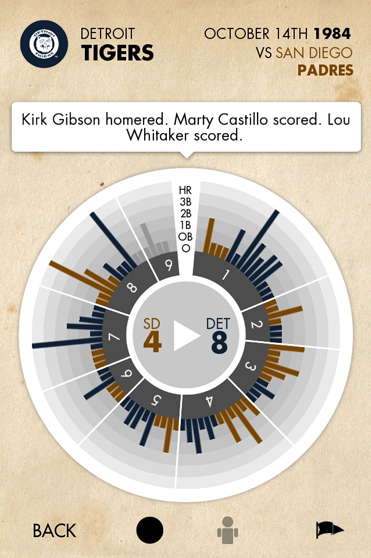 DETROIT
TIGERS
OCTOBER 14TH 1984
VS SAN DIEGO
PADRES
Kirk Gibson homered. Marty Castillo scored. Lou
Whitaker scored.
HR
3B
2B
1B
OB
O
1
2
3
4
5
6
7
8
9
SD
4
DET
8
BACK